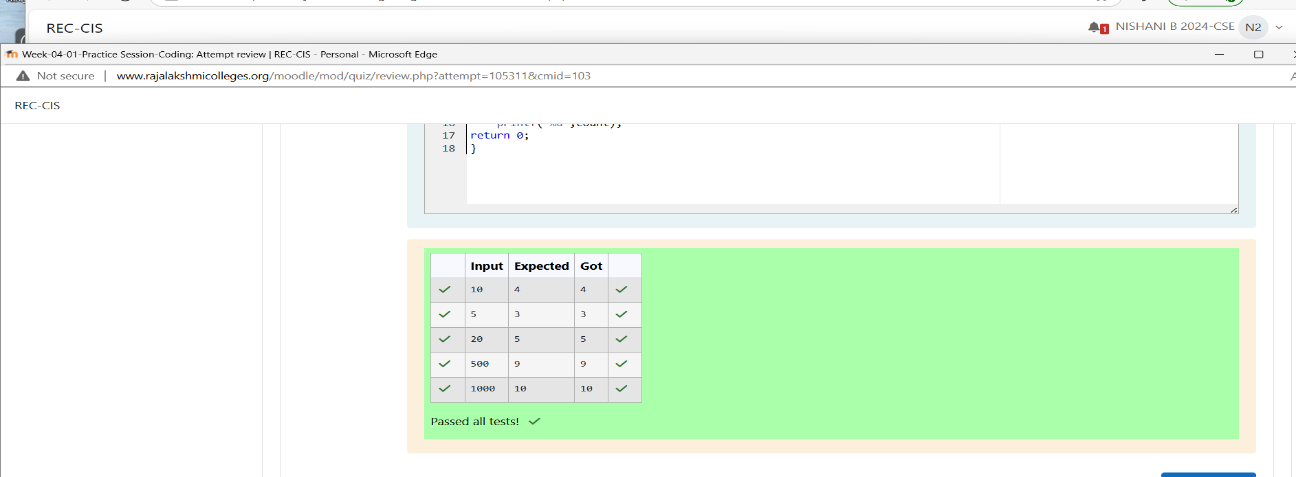 REC-CIS
1 NISHANI B 2024-CSE N2
Week-04-01-Practice Session-Coding: Attempt review | REC-CIS - Personal - Microsoft Edge
Not secure | www.rajalakshmicolleges.org/moodle/mod/quiz/review.php?attempt=105311&cmid=103
REC-CIS
17 return 0;
18 }
Input Expected Got
10 4 4
5 3 3
20 5 5
500 9 9
1000 10 10
Passed all tests!